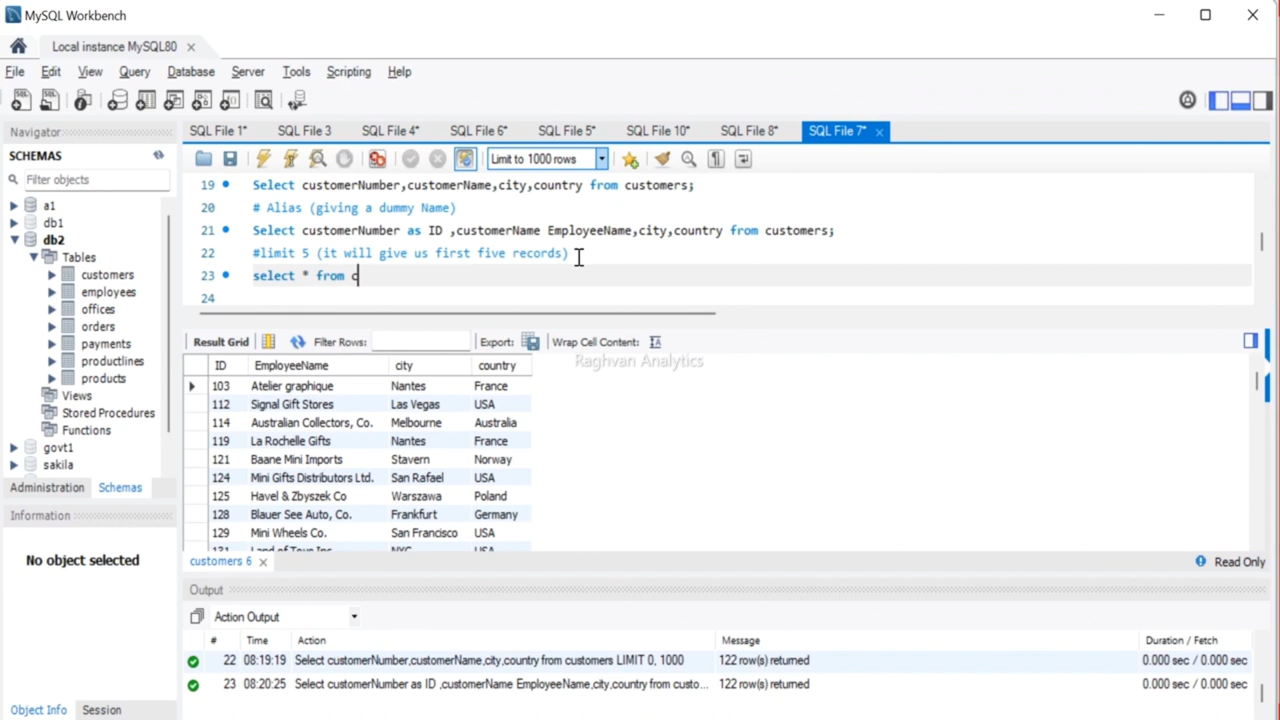 MySQL Workbench
Local instance MySQL80
File Edit View Query Database Server Tools Scripting Help
Navigator
SCHEMAS
Filter objects
a1
db1
db2
Tables
customers
employees
offices
orders
payments
productlines
products
Views
Stored Procedures
Functions
govt1
sakila
Administration Schemas
Information
No object selected
Object Info Session
SQL File 1* SQL File 3 SQL File 4* SQL File 6* SQL File 5* SQL File 10* SQL File 8* SQL File 7*
Limit to 1000 rows
19 Select customerNumber,customerName,city,country from customers;
20 # Alias (giving a dummy Name)
21 Select customerNumber as ID ,customerName EmployeeName,city,country from customers;
22 #limit 5 (it will give us first five records)
23 select * from c
24
Result Grid Filter Rows: Export: Wrap Cell Content:
Raghvan Analytics
ID EmployeeName city country
103 Atelier graphique Nantes France
112 Signal Gift Stores Las Vegas USA
114 Australian Collectors, Co. Melbourne Australia
119 La Rochelle Gifts Nantes France
121 Baane Mini Imports Stavern Norway
124 Mini Gifts Distributors Ltd. San Rafael USA
125 Havel & Zbyszek Co Warszawa Poland
128 Blauer See Auto, Co. Frankfurt Germany
129 Mini Wheels Co. San Francisco USA
131 Land of Toys Inc. NYC USA
customers 6 Read Only
Output
Action Output
# Time Action Message Duration / Fetch
22 08:19:19 Select customerNumber,customerName,city,country from customers LIMIT 0, 1000 122 row(s) returned 0.000 sec / 0.000 sec
23 08:20:25 Select customerNumber as ID ,customerName EmployeeName,city,country from custo... 122 row(s) returned 0.000 sec / 0.000 sec